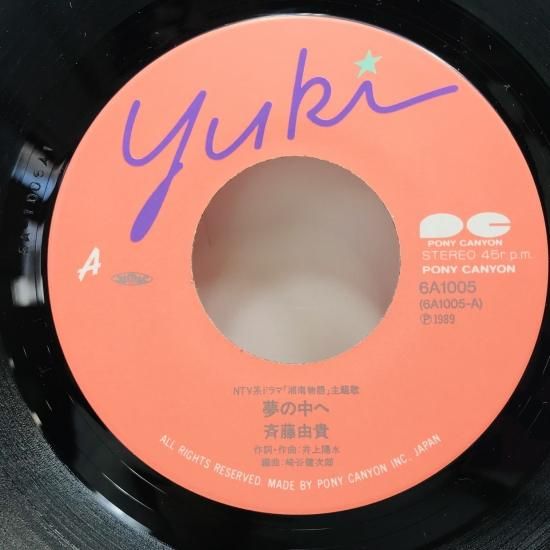 yuki
A
PONY CANYON
STEREO 45r.p.m.
PONY CANYON
6A1005
(6A1005-A)
Ⓟ1989
NTV系ドラマ「湘南物語」主題歌
夢の中へ
斉藤由貴
作詞・作曲:井上陽水
編曲:崎谷健次郎
ALL RIGHTS RESERVED. MADE BY PONY CANYON INC. JAPAN